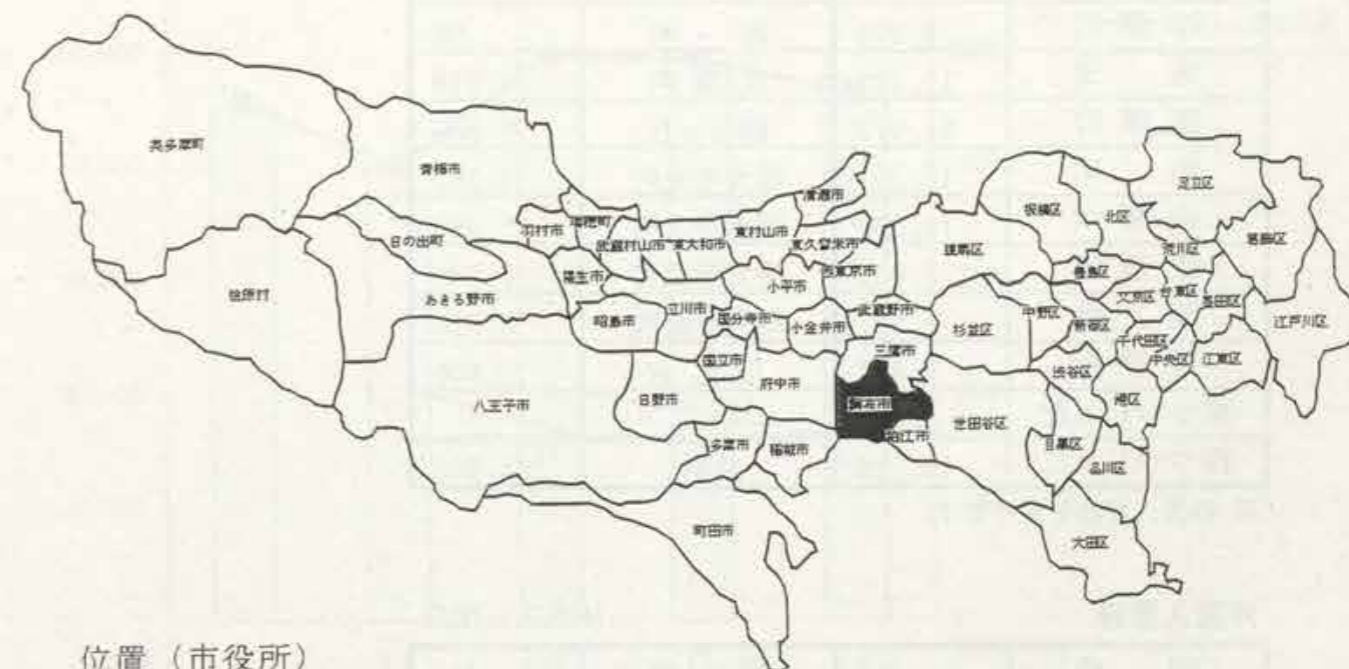 奥多摩町
青梅市
日の出町
檜原村
あきる野市
羽村市
瑞穂町
福生市
武蔵村山市
東大和市
東村山市
清瀬市
東久留米市
西東京市
小平市
昭島市
立川市
国分寺市
小金井市
武蔵野市
三鷹市
国立市
府中市
調布市
狛江市
八王子市
日野市
多摩市
稲城市
町田市
練馬区
板橋区
北区
足立区
葛飾区
荒川区
豊島区
文京区
台東区
墨田区
江戸川区
杉並区
中野区
新宿区
千代田区
中央区
江東区
渋谷区
港区
世田谷区
目黒区
品川区
大田区
位置（市役所）